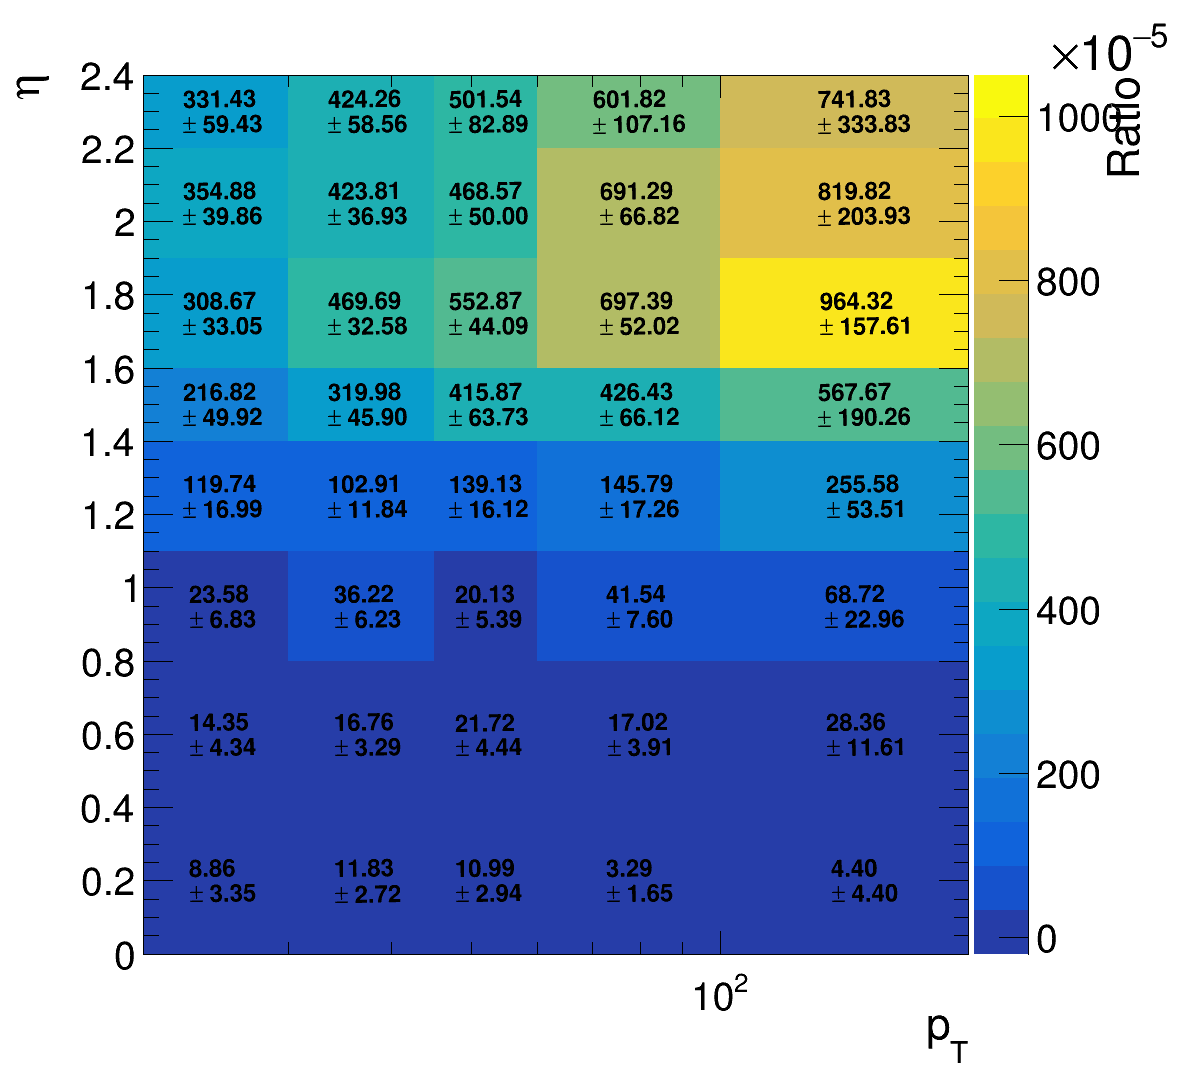 ×10−5
η
Ratio
2.4
331.43 424.26 501.54 601.82 741.83
± 59.43 ± 58.56 ± 82.89 ± 107.16 ± 333.83
1000
2.2
354.88 423.81 468.57 691.29 819.82
± 39.86 ± 36.93 ± 50.00 ± 66.82 ± 203.93
2
1.8
308.67 469.69 552.87 697.39 964.32
± 33.05 ± 32.58 ± 44.09 ± 52.02 ± 157.61
800
1.6
216.82 319.98 415.87 426.43 567.67
± 49.92 ± 45.90 ± 63.73 ± 66.12 ± 190.26
1.4
600
119.74 102.91 139.13 145.79 255.58
± 16.99 ± 11.84 ± 16.12 ± 17.26 ± 53.51
1.2
1
23.58 36.22 20.13 41.54 68.72
± 6.83 ± 6.23 ± 5.39 ± 7.60 ± 22.96
400
0.8
14.35 16.76 21.72 17.02 28.36
± 4.34 ± 3.29 ± 4.44 ± 3.91 ± 11.61
0.6
200
0.4
8.86 11.83 10.99 3.29 4.40
± 3.35 ± 2.72 ± 2.94 ± 1.65 ± 4.40
0.2
0
0
10²
pT